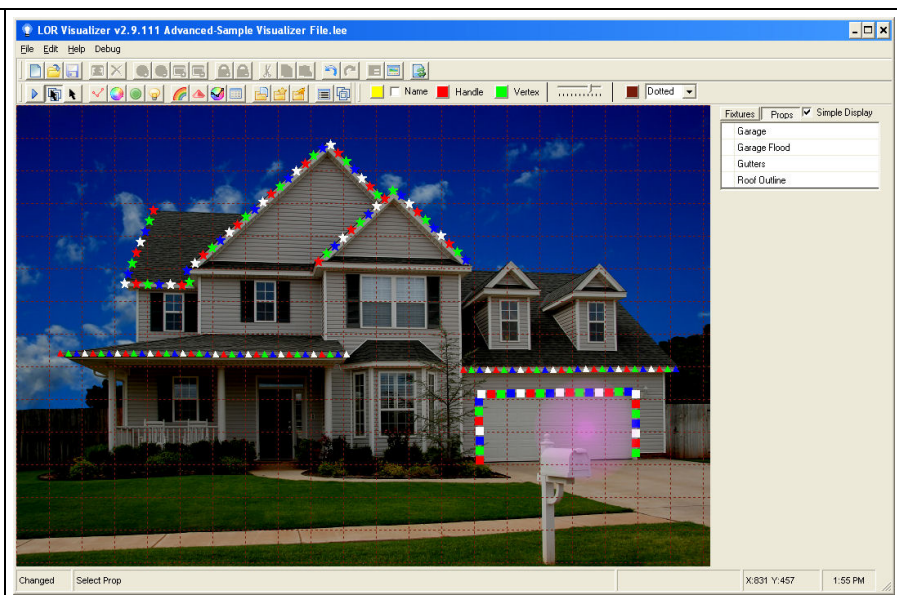 LOR Visualizer v2.9.111 Advanced-Sample Visualizer File.lee
File Edit Help Debug
Name Handle Vertex Dotted
Fixtures Props Simple Display
Garage
Garage Flood
Gutters
Roof Outline
Changed Select Prop X:831 Y:457 1:55 PM